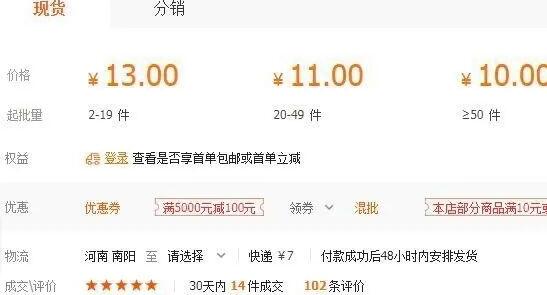 现货 分销
价格 ¥ 13.00 ¥ 11.00 ¥ 10.00
起批量 2-19 件 20-49 件 ≥50 件
权益 登录 查看是否享首单包邮或首单立减
优惠 优惠券 满5000元减100元 领券 混批 本店部分商品满10元或
物流 河南 南阳 至 请选择 快递 ¥7 付款成功后48小时内安排发货
成交\评价 ★★★★★ 30天内 14 件成交 102 条评价